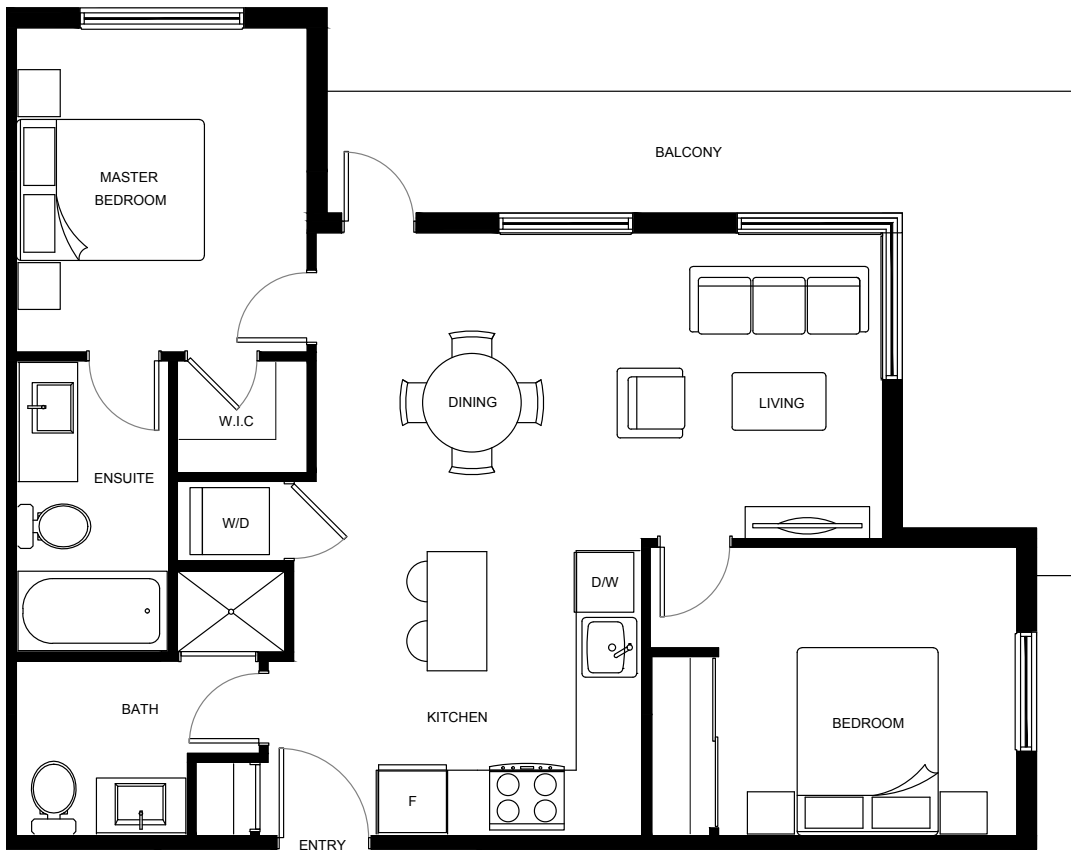 BALCONY
MASTER
BEDROOM
DINING
LIVING
W.I.C
ENSUITE
W/D
D/W
BATH
KITCHEN
BEDROOM
F
ENTRY